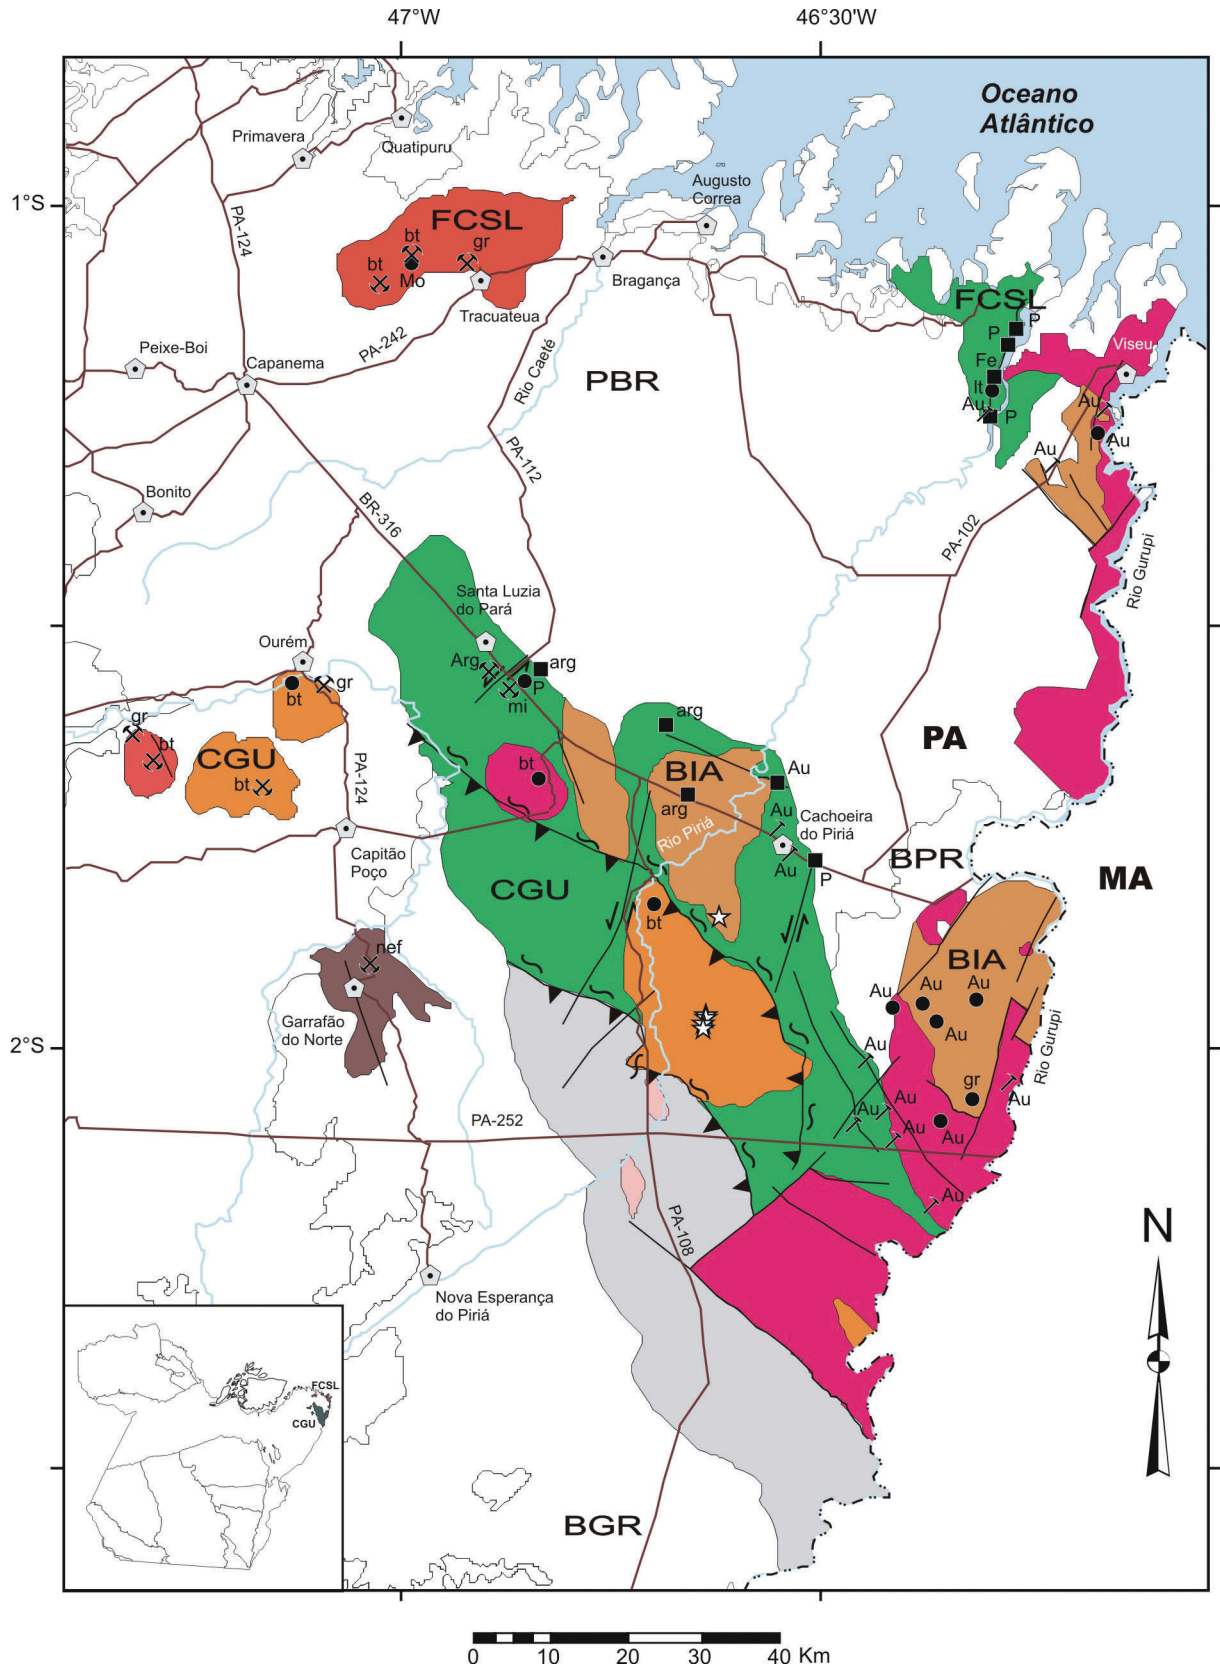 47°W
46°30'W
1°S
2°S
Oceano
Atlântico
Primavera
Quatipuru
Augusto
Correa
PA-124
FCSL
bt
gr
bt
Mo
Bragança
Tracuateua
FCSL
P
P
Viseu
Peixe-Boi
Capanema
PA-242
Rio Caeté
PBR
Fe
It
Au
P
Au
Au
Au
PA-112
Bonito
BR-316
PA-102
Rio Gurupi
Santa Luzia
do Pará
Ourém
Arg
arg
P
mi
gr
bt
gr
bt
CGU
bt
PA-124
arg
PA
bt
BIA
Au
arg
Au
Cachoeira
do Piriá
Rio Piriá
Capitão
Poço
Au
P
BPR
MA
CGU
bt
nef
BIA
Au
Au
Au
Au
Garrafão
do Norte
Rio Gurupi
Au
gr
Au
Au
Au
Au
Au
PA-252
Au
PA-108
N
Nova Esperança
do Piriá
FCSL
CGU
BGR
0
10
20
30
40 Km